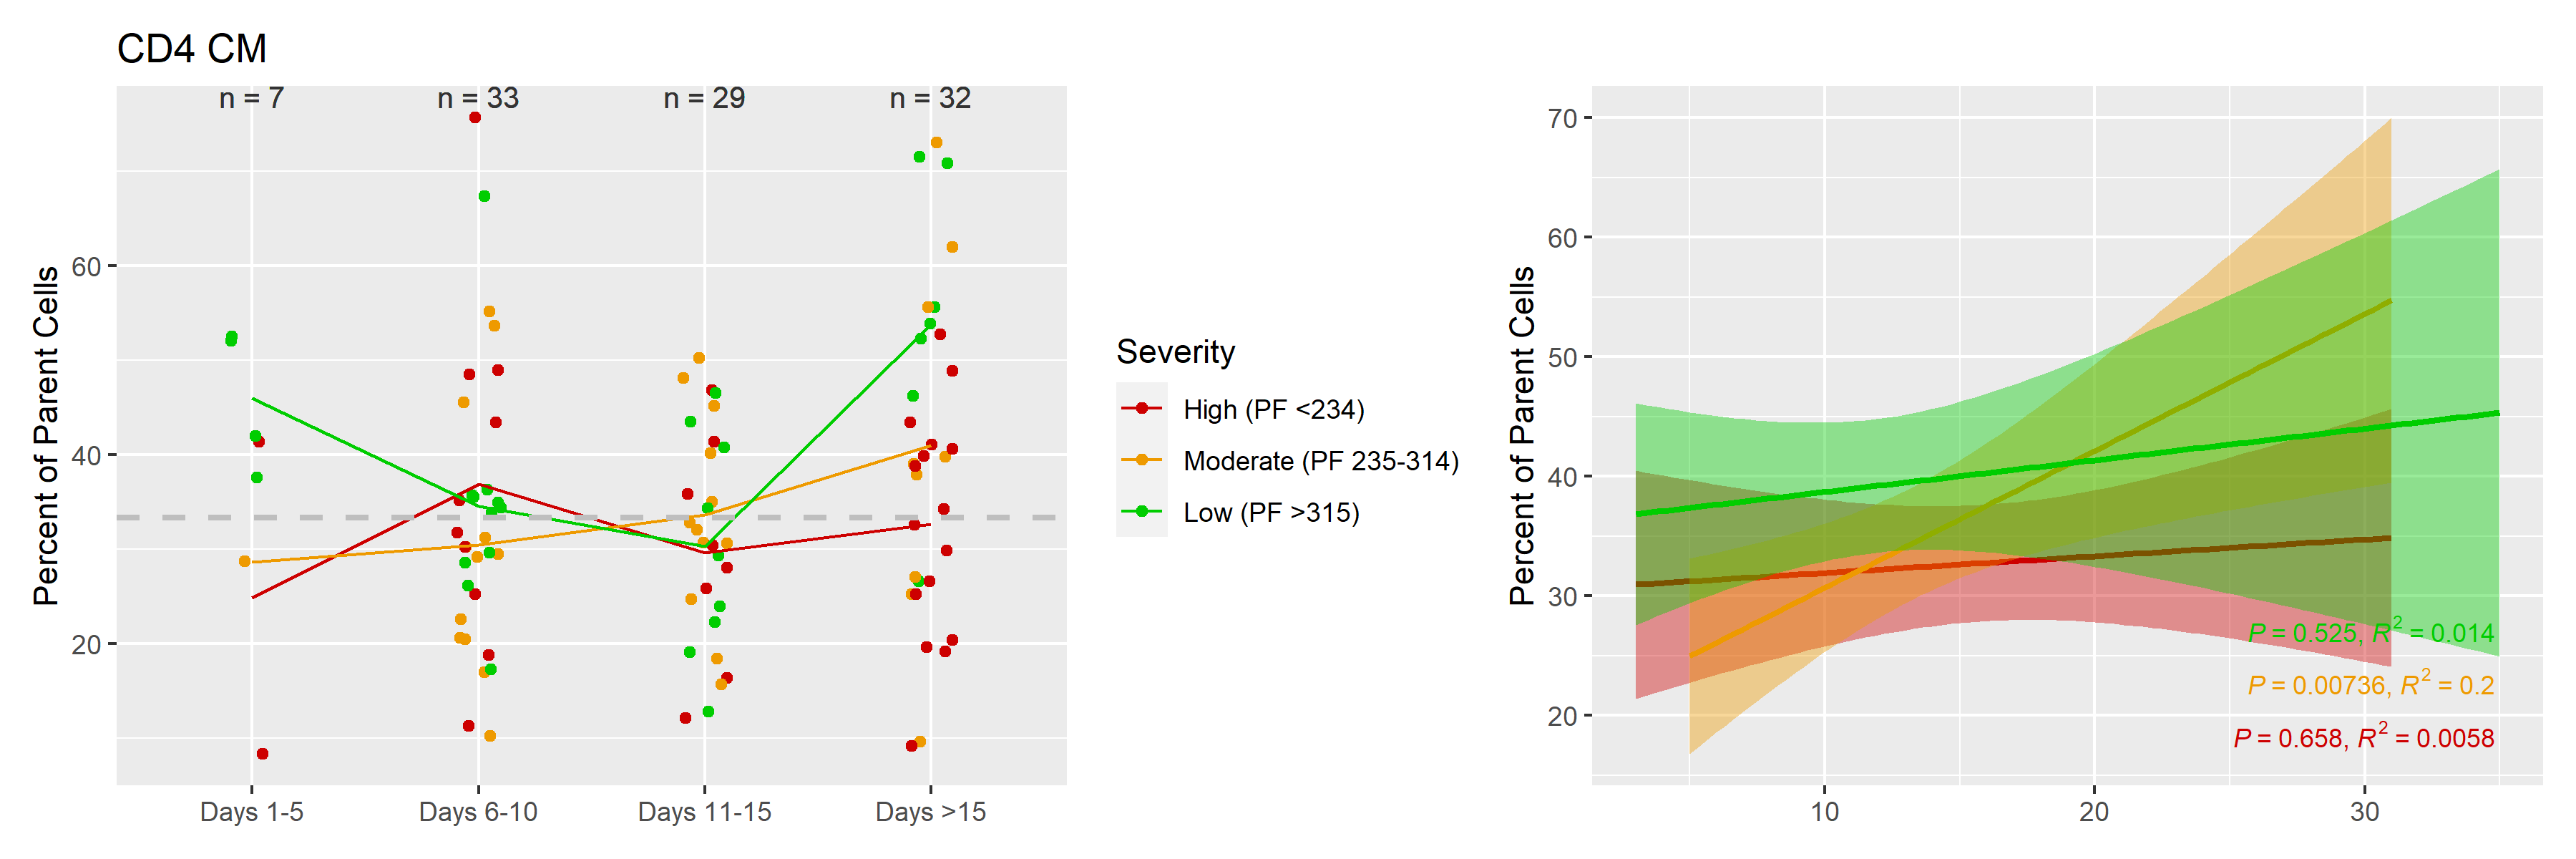 CD4 CM
n = 7
n = 33
n = 29
n = 32
Percent of Parent Cells
60
40
20
Days 1-5
Days 6-10
Days 11-15
Days >15
Severity
High (PF <234)
Moderate (PF 235-314)
Low (PF >315)
Percent of Parent Cells
70
60
50
40
30
20
P = 0.525, R² = 0.014
P = 0.00736, R² = 0.2
P = 0.658, R² = 0.0058
10
20
30